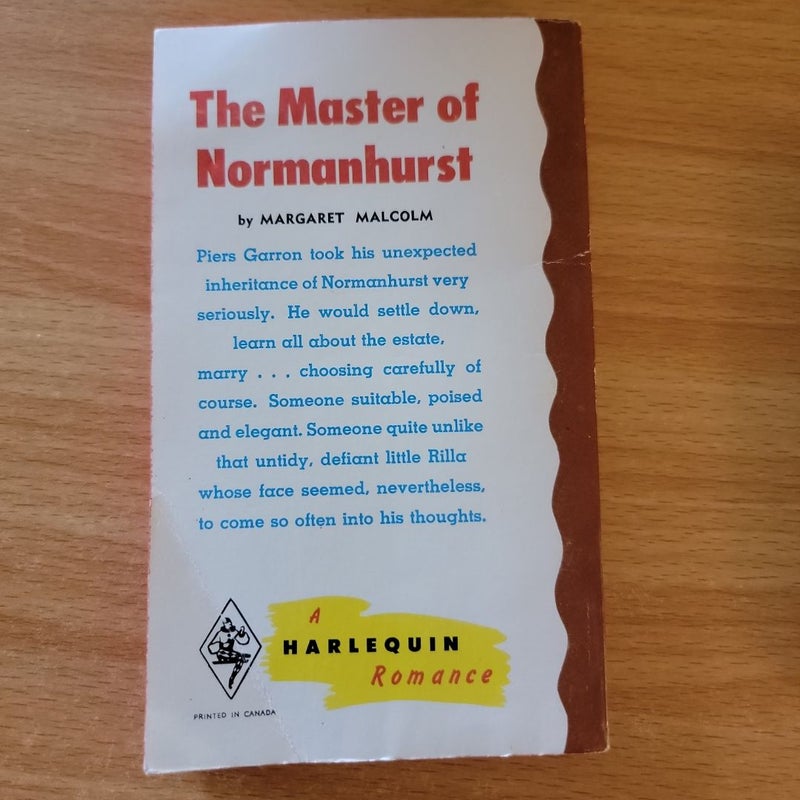 The Master of
Normanhurst
by MARGARET MALCOLM
Piers Garron took his unexpected
inheritance of Normanhurst very
seriously. He would settle down,
learn all about the estate,
marry . . . choosing carefully of
course. Someone suitable, poised
and elegant. Someone quite unlike
that untidy, defiant little Rilla
whose face seemed, nevertheless,
to come so often into his thoughts.
A
HARLEQUIN
Romance
PRINTED IN CANADA